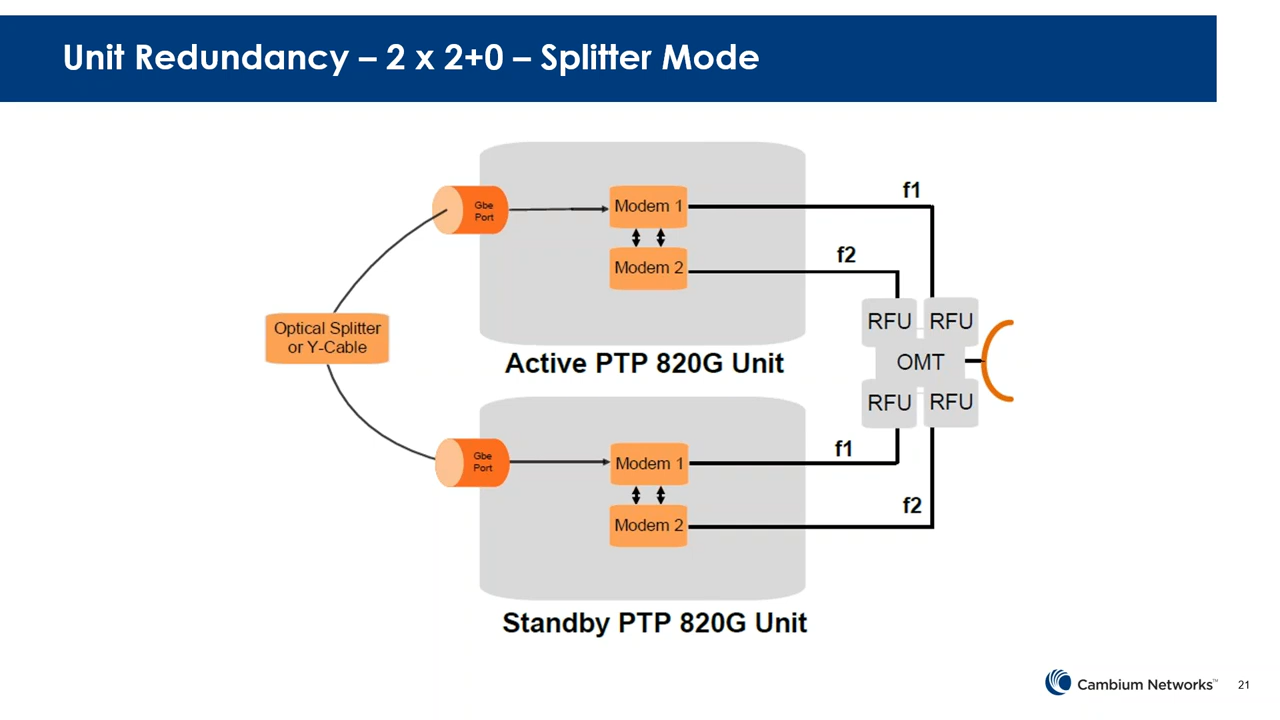 Unit Redundancy – 2 x 2+0 – Splitter Mode
Gbe
Port
Modem 1
Modem 2
f1
f2
Optical Splitter
or Y-Cable
RFU
RFU
OMT
RFU
RFU
Active PTP 820G Unit
Gbe
Port
Modem 1
Modem 2
f1
f2
Standby PTP 820G Unit
Cambium Networks™
21